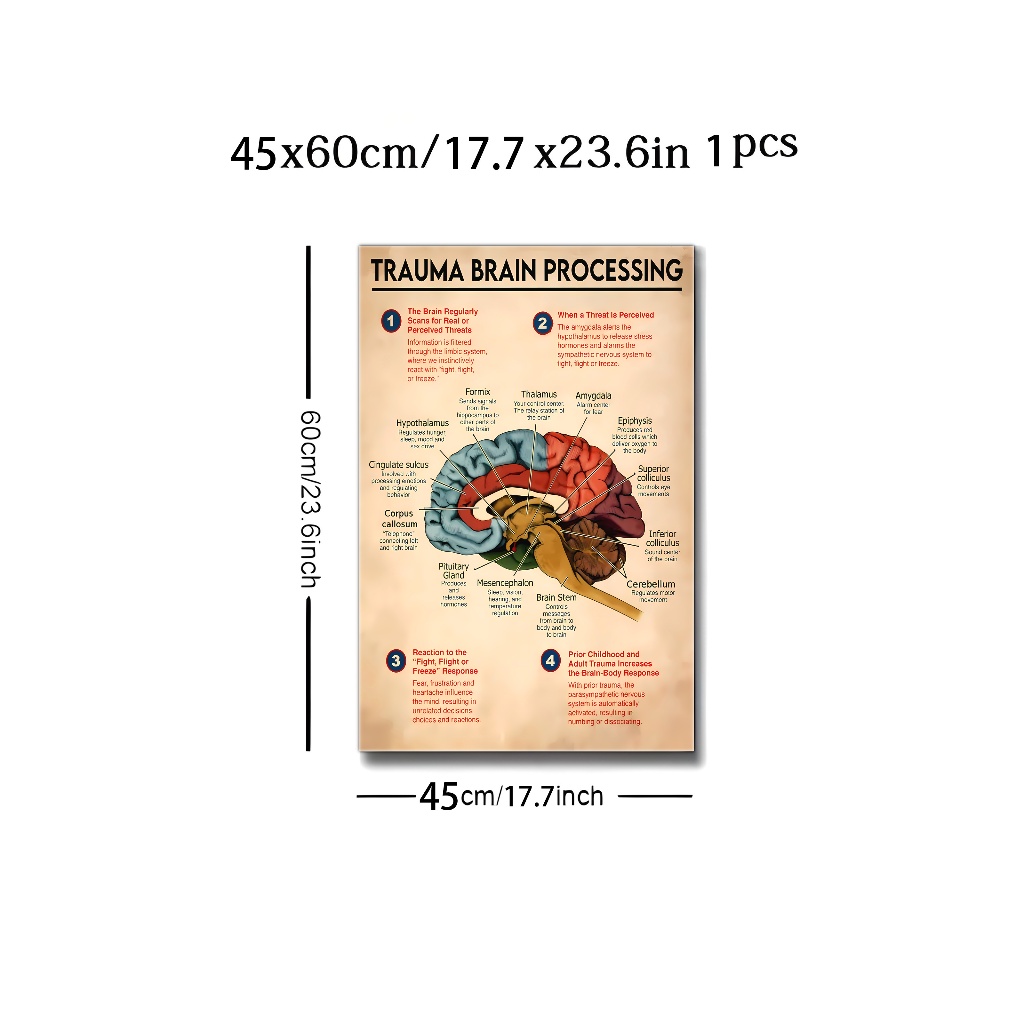 45x60cm/17.7 x23.6in 1pcs
60cm/23.6inch
TRAUMA BRAIN PROCESSING
1
The Brain Regularly
Scans for Real or
Perceived Threats
Information is filtered
through the limbic system,
where we instinctively
react with "fight, flight,
or freeze."
2
When a Threat is Perceived
The amygdala alerts the
hypothalamus to release stress
hormones and alarms the
sympathetic nervous system to
fight, flight or freeze.
Formix
Sends signals
from the
hippocampus to
other parts of
the brain
Thalamus
Your control center.
The relay station of
the brain
Amygdala
Alarm center
for fear
Hypothalamus
Regulates hunger
sleep, mood and
sex drive
Epiphysis
Produces red
blood cells which
deliver oxygen to
the body
Cingulate sulcus
Involved with
processing emotions
and regulating
behavior
Superior
colliculus
Controls eye
movements
Corpus
callosum
"Telephone"
connecting left
and right brain
Inferior
colliculus
Sound center
of the brain
Pituitary
Gland
Produces
and
releases
hormones
Mesencephalon
Sleep, vision,
hearing, and
temperature
regulation
Brain Stem
Controls
messages
from brain to
body and body
to brain
Cerebellum
Regulates motor
movement
3
Reaction to the
"Fight, Flight or
Freeze" Response
Fear, frustration and
heartache influence
the mind, resulting in
unrelated decisions
choices and reactions
4
Prior Childhood and
Adult Trauma Increases
the Brain-Body Response
With prior trauma, the
parasympathetic nervous
system is automatically
activated, resulting in
numbing or dissociating.
45cm/17.7inch